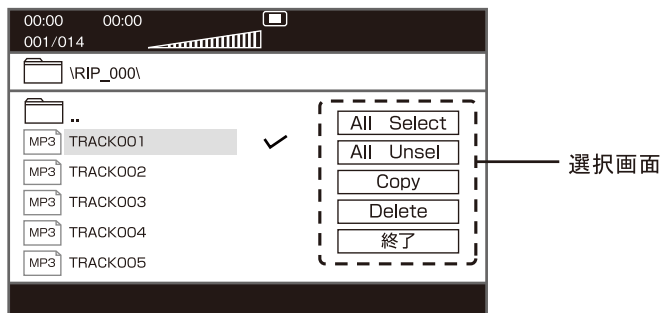 00:00 00:00
001/014
\RIP_000\
..
MP3 TRACK001
MP3 TRACK002
MP3 TRACK003
MP3 TRACK004
MP3 TRACK005
All Select
All Unsel
Copy
Delete
終了
選択画面